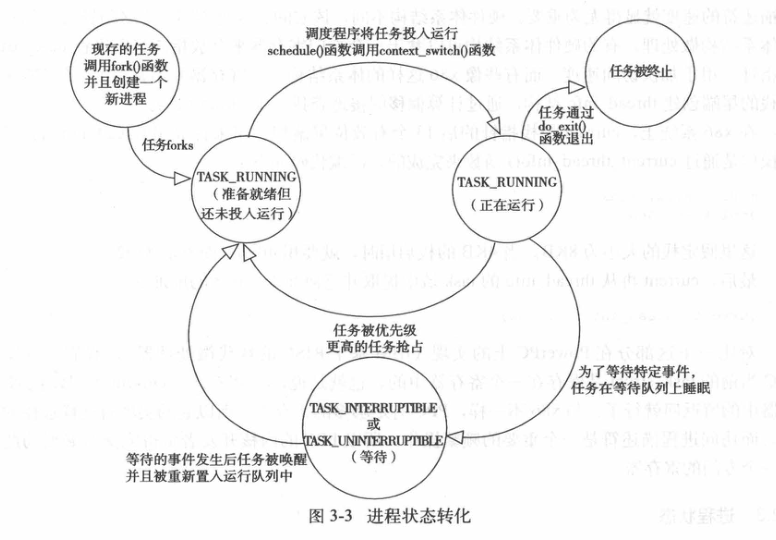 现存的任务
调用fork()函数
并且创建一个
新进程
调度程序将任务投入运行
schedule()函数调用context_switch()函数
任务被终止
任务forks
任务通过
do_exit()
函数退出
TASK_RUNNING
（准备就绪但
还未投入运行）
TASK_RUNNING
（正在运行）
任务被优先级
更高的任务抢占
为了等待特定事件，
任务在等待队列上睡眠
TASK_INTERRUPTIBLE
或
TASK_UNINTERRUPTIBLE
（等待）
等待的事件发生后任务被唤醒
并且被重新置入运行队列中
图 3-3 进程状态转化